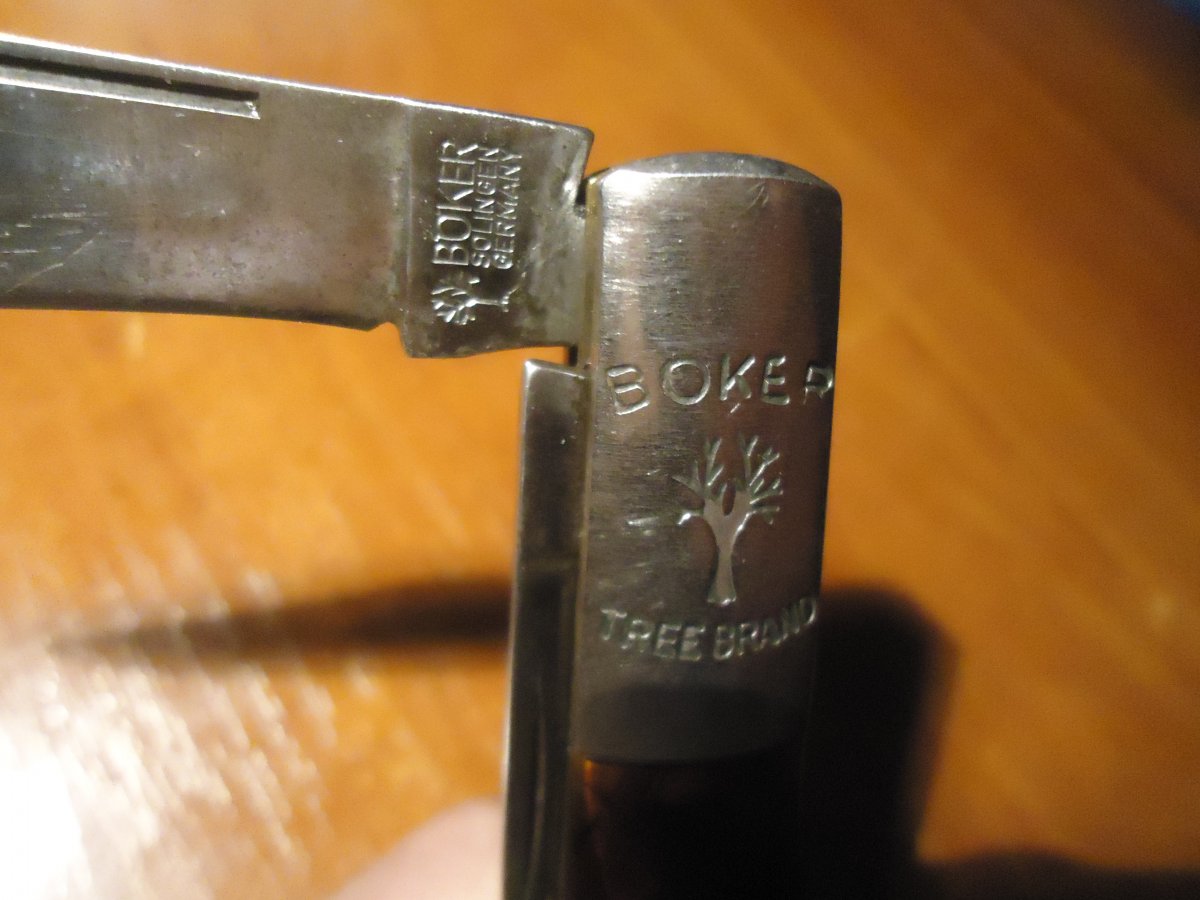 BOKER
SOLINGEN
GERMANY
BOKER
TREE BRAND